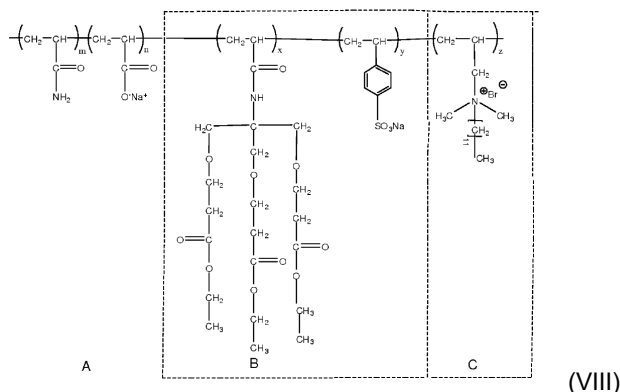 CH₂ CH m CH₂ CH n CH₂ CH x CH₂ CH y CH₂ CH z
C O C O C O CH₂
NH₂ O⁻Na⁺ NH N ⊕ Br ⊖
H₃C CH₃
SO₃Na CH₂
11
H₂C C CH₂ CH₃
O CH₂ O
CH₂ O CH₂
CH₂ CH₂ CH₂
O C CH₂ C O
O C O O
CH₂ O CH₂
CH₃ CH₂ CH₃
CH₃
A B C
(VIII)